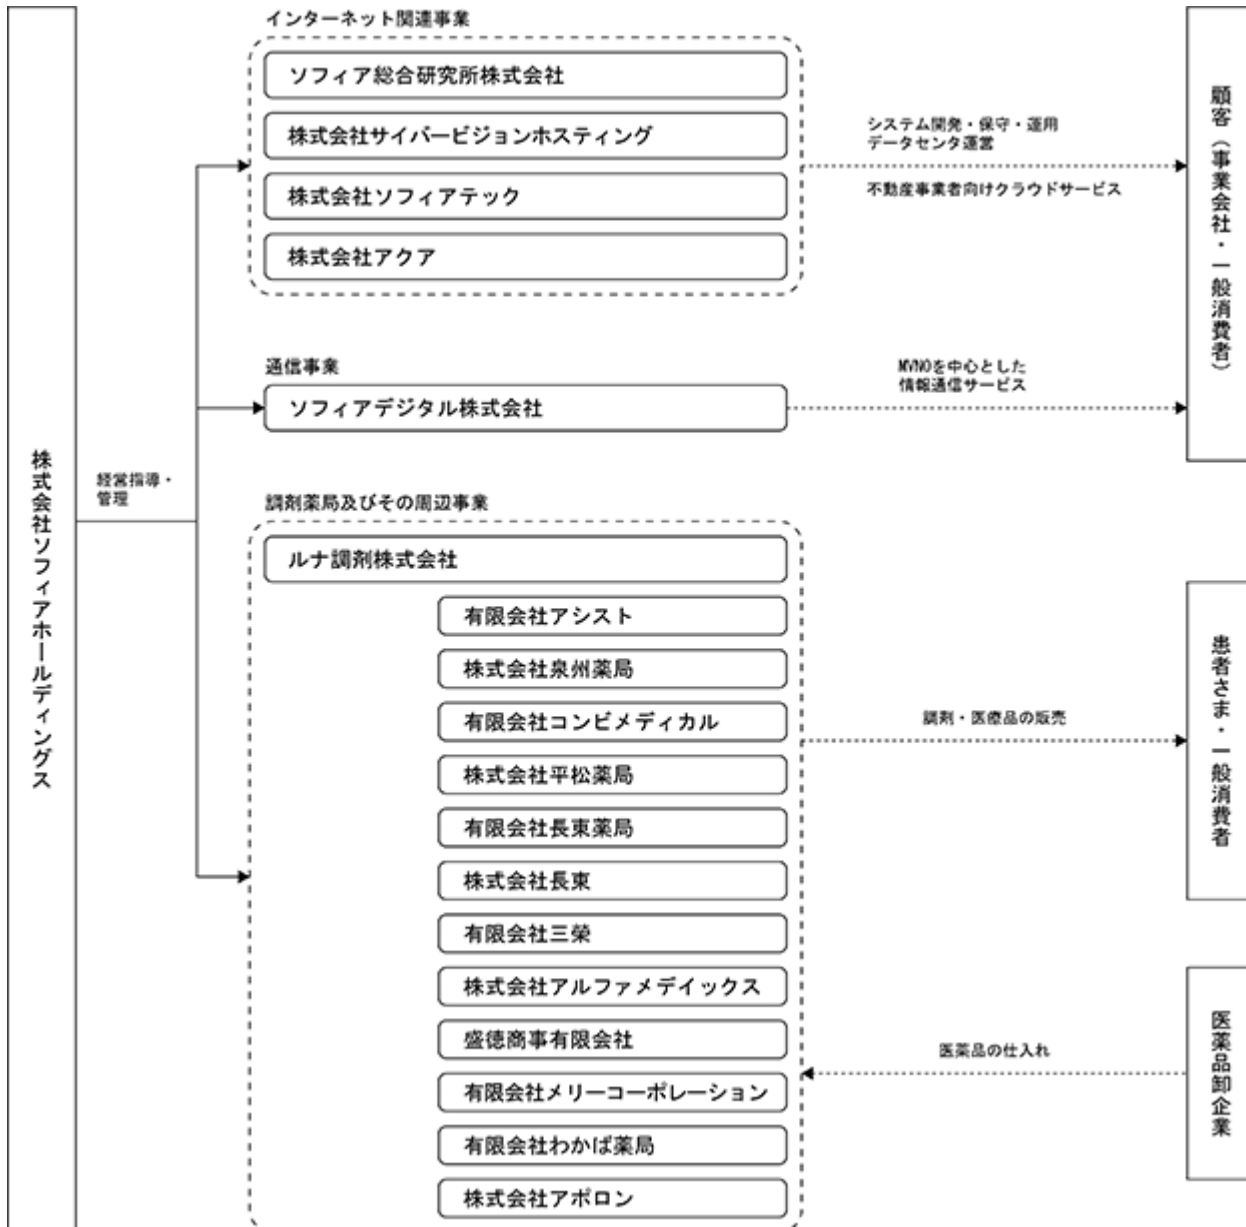 株式会社ソフィアホールディングス
経営指導・
管理
インターネット関連事業
ソフィア総合研究所株式会社
株式会社サイバービジョンホスティング
株式会社ソフィアテック
株式会社アクア
システム開発・保守・運用
データセンタ運営
不動産事業者向けクラウドサービス
顧客（事業会社・一般消費者）
通信事業
ソフィアデジタル株式会社
MVNOを中心とした
情報通信サービス
調剤薬局及びその周辺事業
ルナ調剤株式会社
有限会社アシスト
株式会社泉州薬局
有限会社コンビメディカル
株式会社平松薬局
有限会社長東薬局
株式会社長東
有限会社三榮
株式会社アルファメデイックス
盛徳商事有限会社
有限会社メリーコーポレーション
有限会社わかば薬局
株式会社アポロン
調剤・医療品の販売
患者さま・一般消費者
医薬品の仕入れ
医薬品卸企業